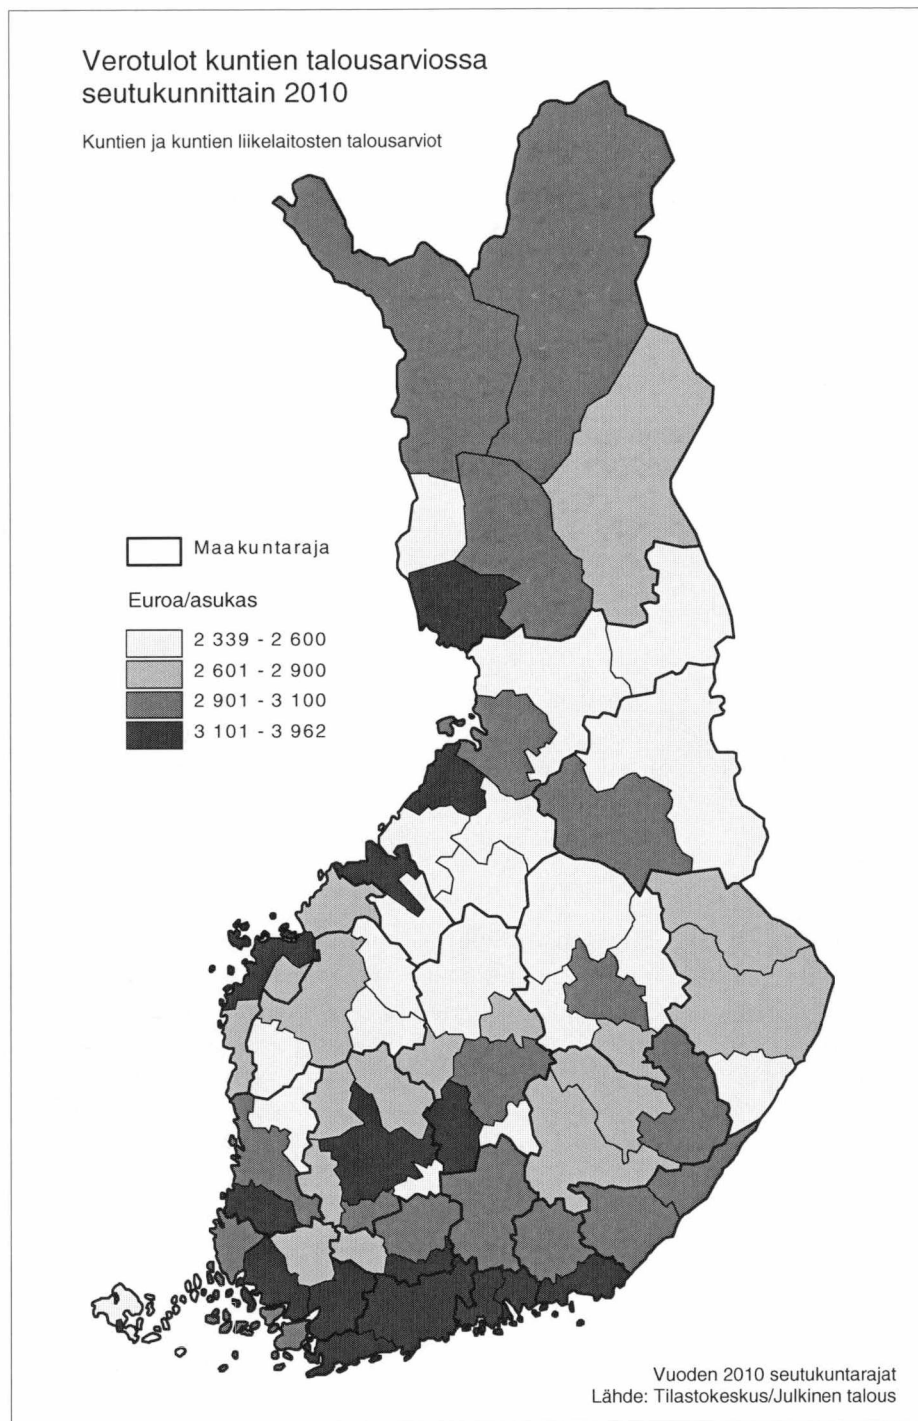 Verotulot kuntien talousarviossa
seutukunnittain 2010
Kuntien ja kuntien liikelaitosten talousarviot
Maakuntaraja
Euroa/asukas
2 339 - 2 600
2 601 - 2 900
2 901 - 3 100
3 101 - 3 962
Vuoden 2010 seutukuntarajat
Lähde: Tilastokeskus/Julkinen talous